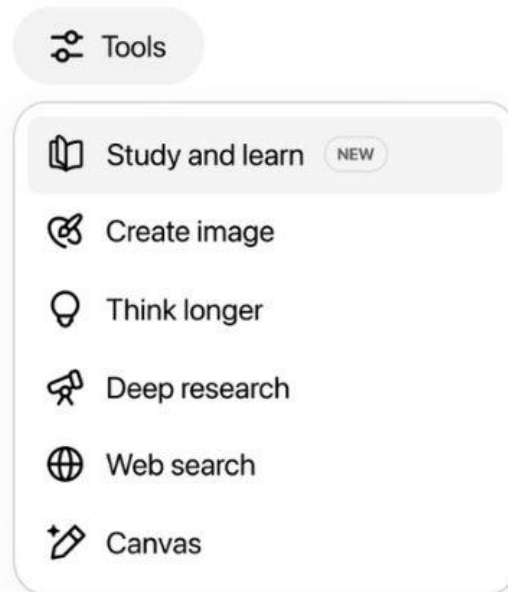 Tools
Study and learn NEW
Create image
Think longer
Deep research
Web search
Canvas